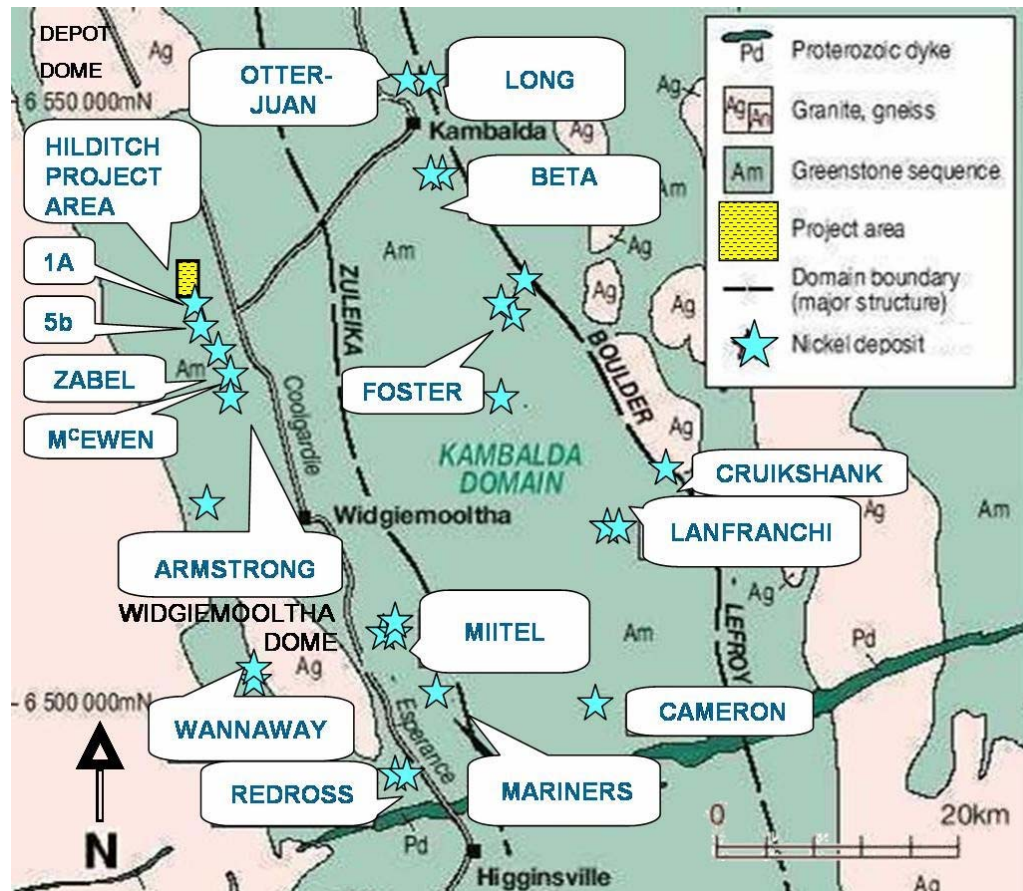 DEPOT
DOME
Ag
6 550 000mN
OTTER-
JUAN
LONG
Kambalda
Ag
Ag
HILDITCH
PROJECT
AREA
BETA
Am
Ag
Am
1A
5b
ZABEL
MCEWEN
Am
Coolgardie
ZULEIKA
Ag
FOSTER
BOULDER
Ag
KAMBALDA
DOMAIN
CRUIKSHANK
Widgiemooltha
LANFRANCHI
Ag
Am
ARMSTRONG
WIDGIEMOOLTHA
DOME
Ag
MIITEL
Am
Ag
LEFROY
Pd
6 500 000mN
WANNAWAY
Esperance
CAMERON
Ag
REDROSS
MARINERS
N
Pd
Higginsville
0
20km
Ag
Pd
Proterozoic dyke
Ag
An
Granite, gneiss
Am
Greenstone sequence
Project area
Domain boundary
(major structure)
Nickel deposit